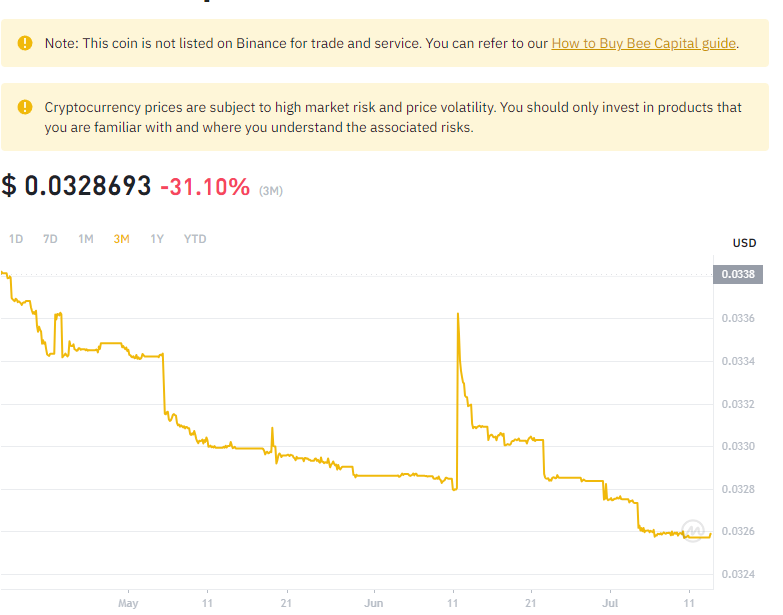 Note: This coin is not listed on Binance for trade and service. You can refer to our How to Buy Bee Capital guide.
Cryptocurrency prices are subject to high market risk and price volatility. You should only invest in products that
you are familiar with and where you understand the associated risks.
$ 0.0328693 -31.10% (3M)
1D 7D 1M 3M 1Y YTD
USD
0.0338
0.0336
0.0334
0.0332
0.0330
0.0328
0.0326
0.0324
May 11 21 Jun 11 21 Jul 11